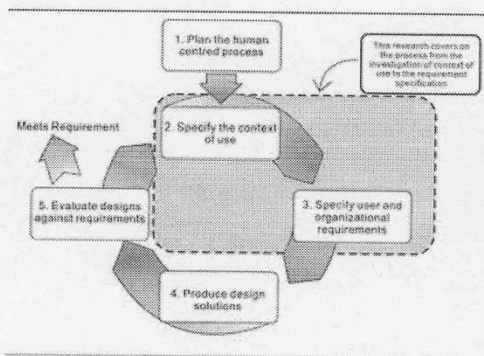 1. Plan the human
centred process
This research covers on
the process from the
investigation of context of
use to the requirement
specification
2. Specify the context
of use
Meets Requirement
5. Evaluate designs
against requirements
3. Specify user and
organizational
requirements
4. Produce design
solutions